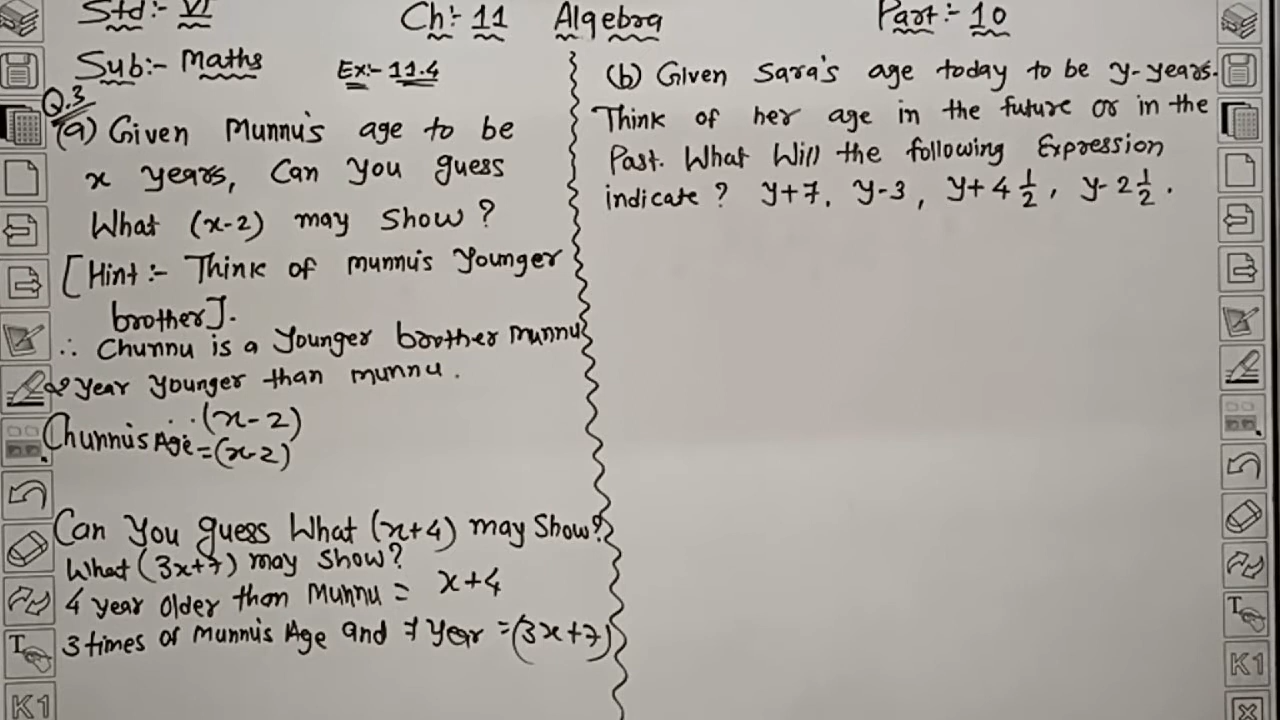 Std:- VI
Ch:- 11 Algebra
Part:- 10
Sub:- Maths
Ex:- 11.4
Q.3
(a) Given Munnu's age to be
x years, Can You guess
What (x-2) may Show?
[Hint:- Think of munnu's Younger
brother].
∴ Chunnu is a Younger brother munnu
2 year younger than munnu.
∴ (x-2)
Chunnu's Age = (x-2)
Can You guess What (x+4) may Show?
What (3x+7) may show?
4 year Older than Munnu = x+4
3 times of Munnu's Age and 7 Year = (3x+7)
(b) Given Sara's age today to be y-years.
Think of her age in the future or in the
Past. What Will the following Expression
indicate? y+7, y-3, y+4 1/2, y-2 1/2.
T
K1
T
K1